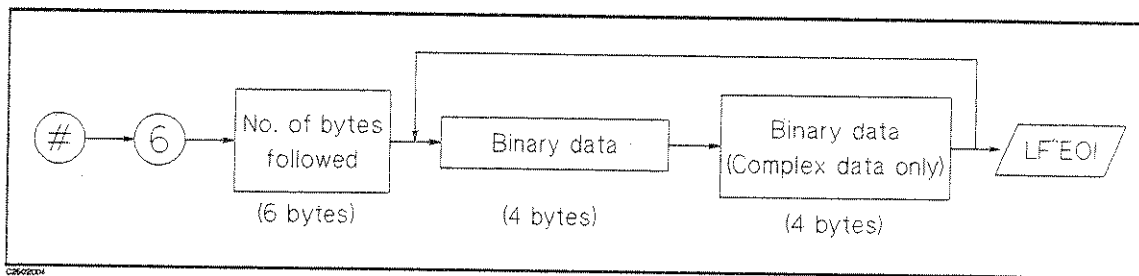 #
6
No. of bytes
followed
(6 bytes)
Binary data
(4 bytes)
Binary data
(Complex data only)
(4 bytes)
LF^EOI